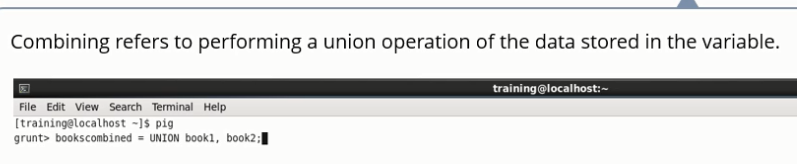 Combining refers to performing a union operation of the data stored in the variable.
training@localhost:~
File Edit View Search Terminal Help
[training@localhost ~]$ pig
grunt> bookscombined = UNION book1, book2;